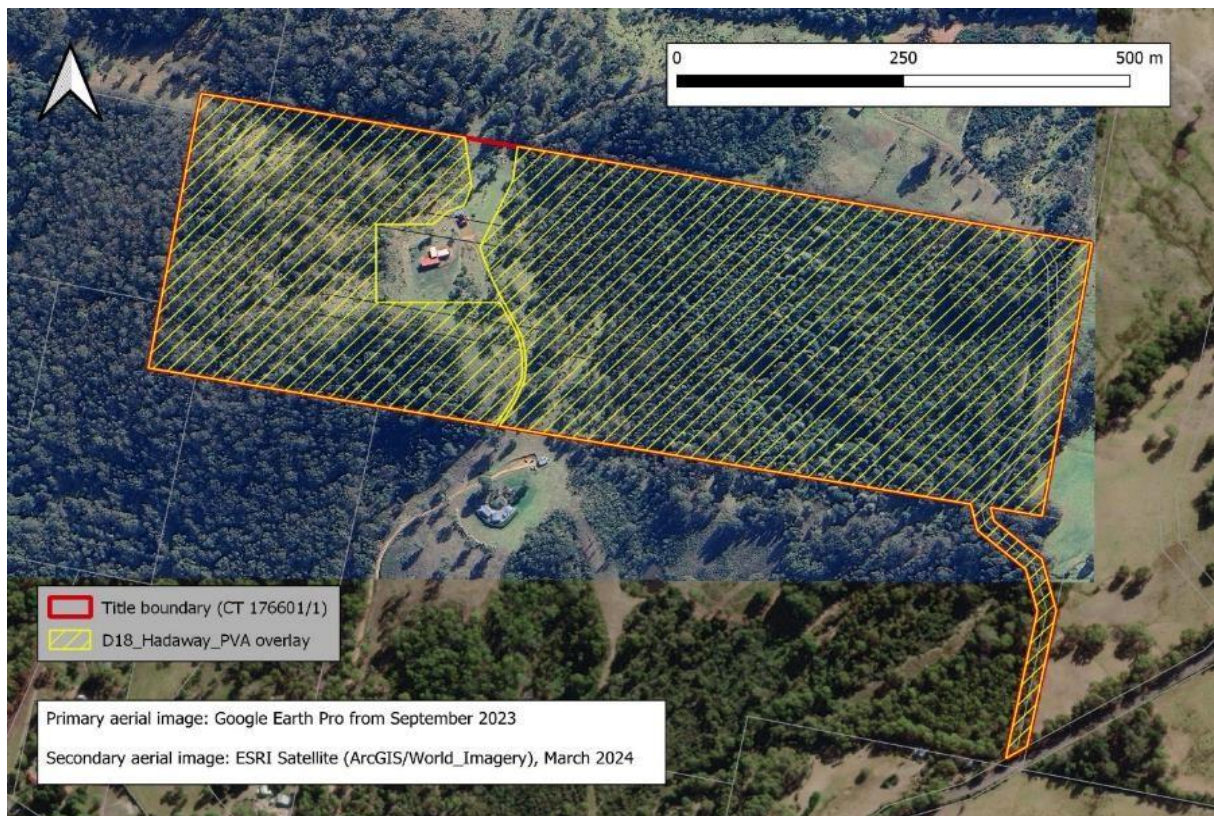 0 250 500 m
Title boundary (CT 176601/1)
D18_Hadaway_PVA overlay
Primary aerial image: Google Earth Pro from September 2023
Secondary aerial image: ESRI Satellite (ArcGIS/World_Imagery), March 2024